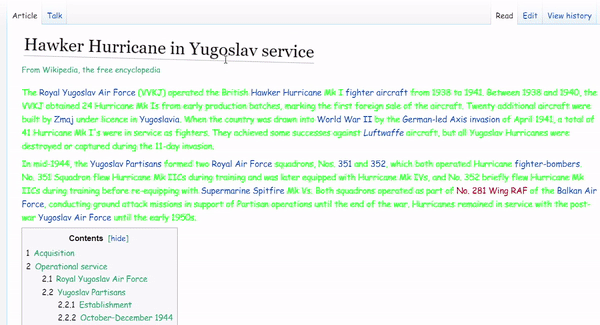 Article Talk Read Edit View history
Hawker Hurricane in Yugoslav service
From Wikipedia, the free encyclopedia
The Royal Yugoslav Air Force (VVKJ) operated the British Hawker Hurricane Mk I fighter aircraft from 1938 to 1941. Between 1938 and 1940, the
VVKJ obtained 24 Hurricane Mk Is from early production batches, marking the first foreign sale of the aircraft. Twenty additional aircraft were
built by Zmaj under licence in Yugoslavia. When the country was drawn into World War II by the German-led Axis invasion of April 1941, a total of
41 Hurricane Mk I's were in service as fighters. They achieved some successes against Luftwaffe aircraft, but all Yugoslav Hurricanes were
destroyed or captured during the 11-day invasion.
In mid-1944, the Yugoslav Partisans formed two Royal Air Force squadrons, Nos. 351 and 352, which both operated Hurricane fighter-bombers.
No. 351 Squadron flew Hurricane Mk IICs during training and was later equipped with Hurricane Mk IVs, and No. 352 briefly flew Hurricane Mk
IICs during training before re-equipping with Supermarine Spitfire Mk Vs. Both squadrons operated as part of No. 281 Wing RAF of the Balkan Air
Force, conducting ground attack missions in support of Partisan operations until the end of the war. Hurricanes remained in service with the post-
war Yugoslav Air Force until the early 1950s.
Contents [hide]
1 Acquisition
2 Operational service
2.1 Royal Yugoslav Air Force
2.2 Yugoslav Partisans
2.2.1 Establishment
2.2.2 October-December 1944